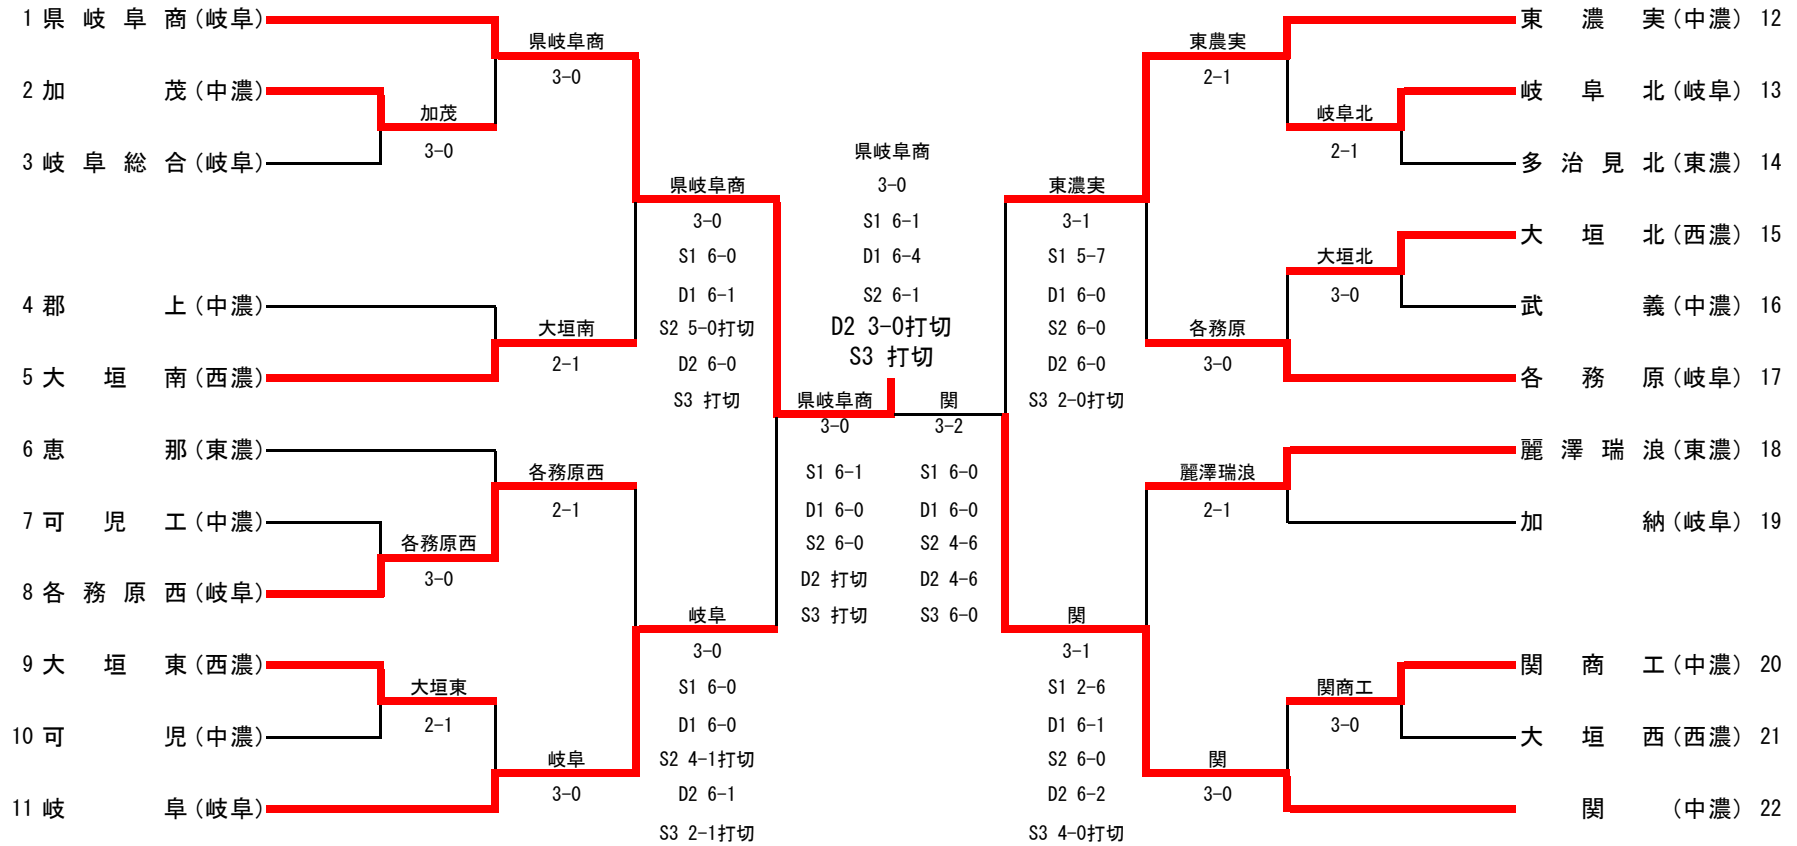 1 県岐阜商(岐阜)
2 加茂(中濃)
3 岐阜総合(岐阜)
4 郡上(中濃)
5 大垣南(西濃)
6 恵那(東濃)
7 可児工(中濃)
8 各務原西(岐阜)
9 大垣東(西濃)
10 可児(中濃)
11 岐阜(岐阜)
加茂
3-0
各務原西
3-0
大垣東
2-1
県岐阜商
3-0
大垣南
2-1
各務原西
2-1
岐阜
3-0
県岐阜商
3-0
S1 6-0
D1 6-1
S2 5-0打切
D2 6-0
S3 打切
岐阜
3-0
S1 6-0
D1 6-0
S2 4-1打切
D2 6-1
S3 2-1打切
県岐阜商
3-0
S1 6-1
D1 6-0
S2 6-0
D2 打切
S3 打切
県岐阜商
3-0
S1 6-1
D1 6-4
S2 6-1
D2 3-0打切
S3 打切
関
3-2
S1 6-0
D1 6-0
S2 4-6
D2 4-6
S3 6-0
東濃実
3-1
S1 5-7
D1 6-0
S2 6-0
D2 6-0
S3 2-0打切
関
3-1
S1 2-6
D1 6-1
S2 6-0
D2 6-2
S3 4-0打切
東農実
2-1
各務原
3-0
麗澤瑞浪
2-1
関
3-0
岐阜北
2-1
大垣北
3-0
関商工
3-0
東濃実(中濃) 12
岐阜北(岐阜) 13
多治見北(東濃) 14
大垣北(西濃) 15
武義(中濃) 16
各務原(岐阜) 17
麗澤瑞浪(東濃) 18
加納(岐阜) 19
関商工(中濃) 20
大垣西(西濃) 21
関(中濃) 22